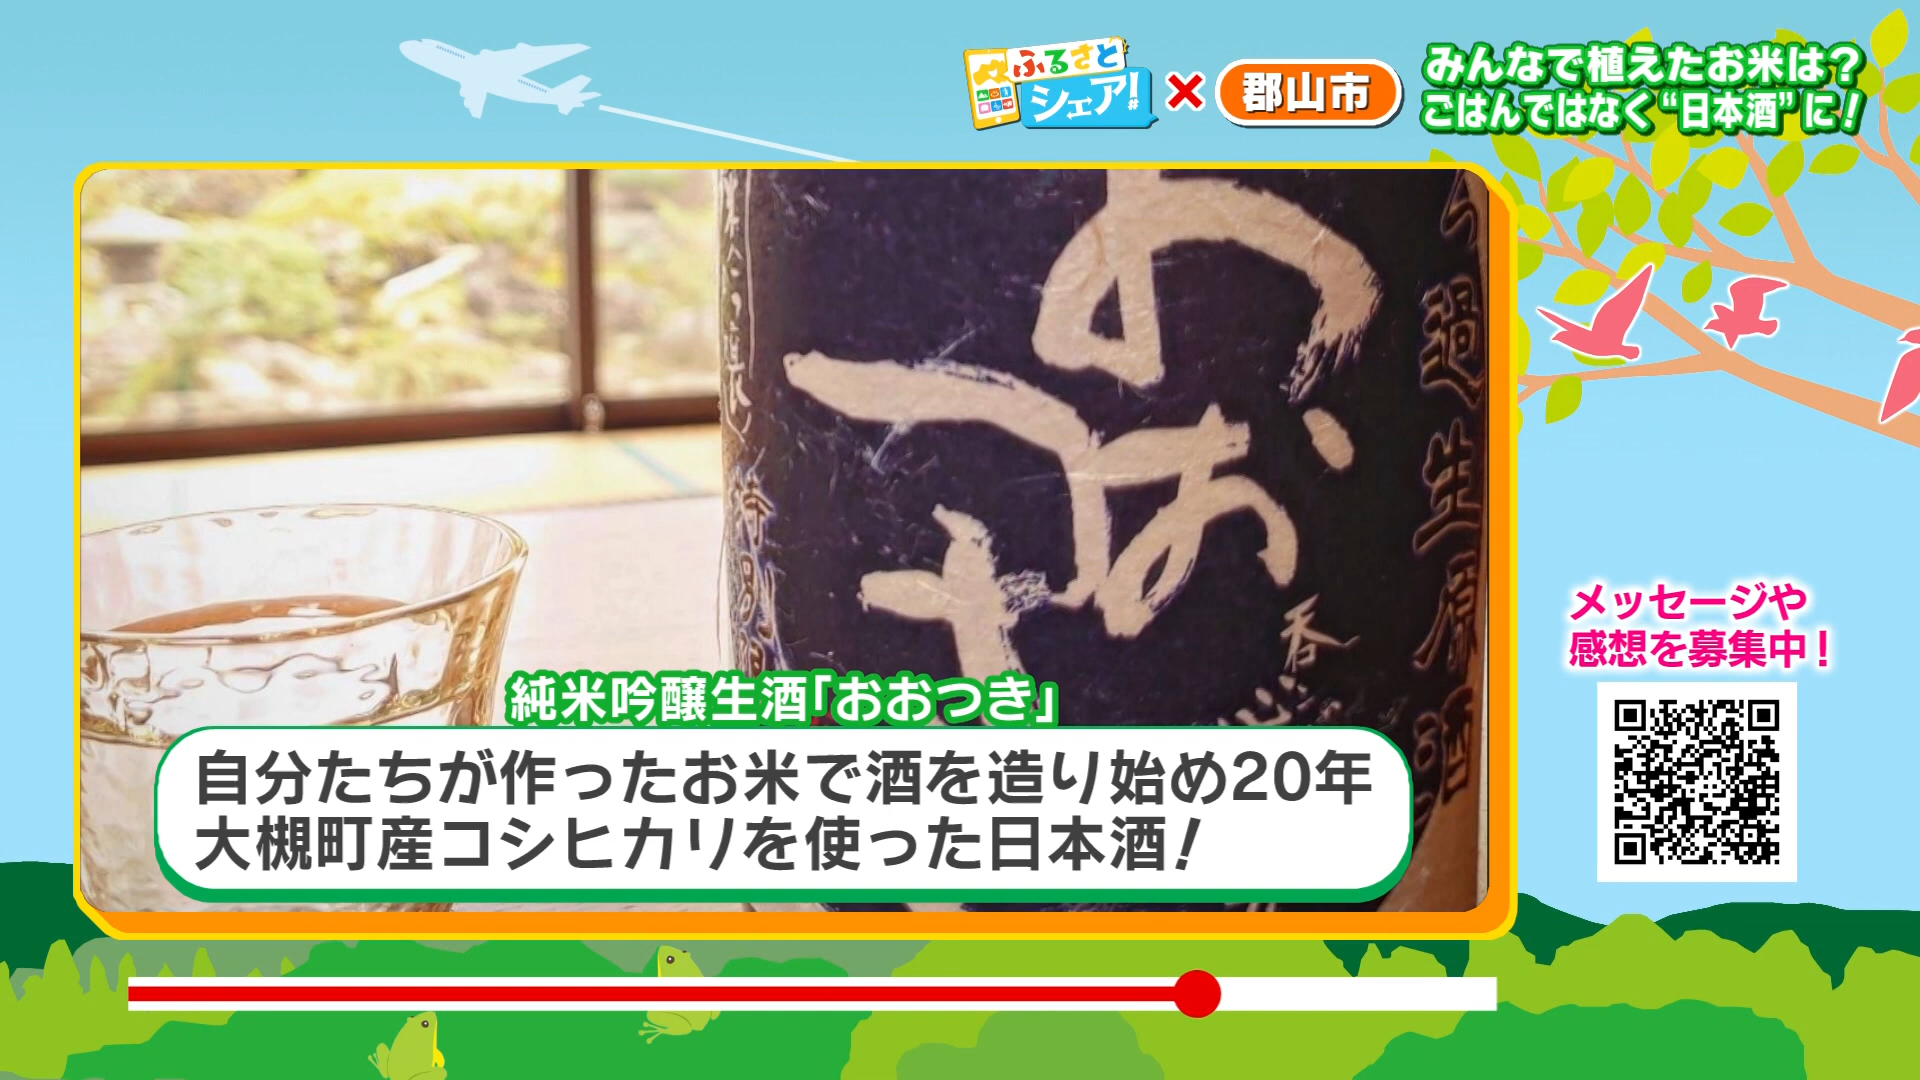 ふるさと
シェア!
×
郡山市
みんなで植えたお米は?
ごはんではなく“日本酒”に!
おおつき
過生原酒
呑
特別
メッセージや
感想を募集中!
純米吟醸生酒「おおつき」
自分たちが作ったお米で酒を造り始め20年
大槻町産コシヒカリを使った日本酒!